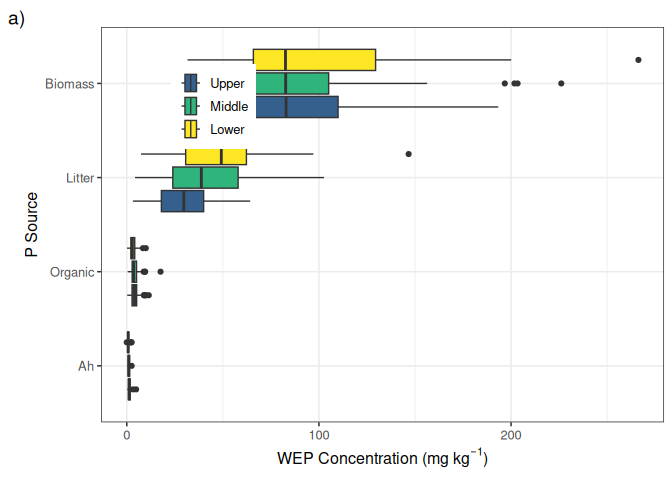 a)
Biomass
Upper
Middle
Lower
Litter
Organic
Ah
P Source
0
100
200
WEP Concentration (mg kg⁻¹)